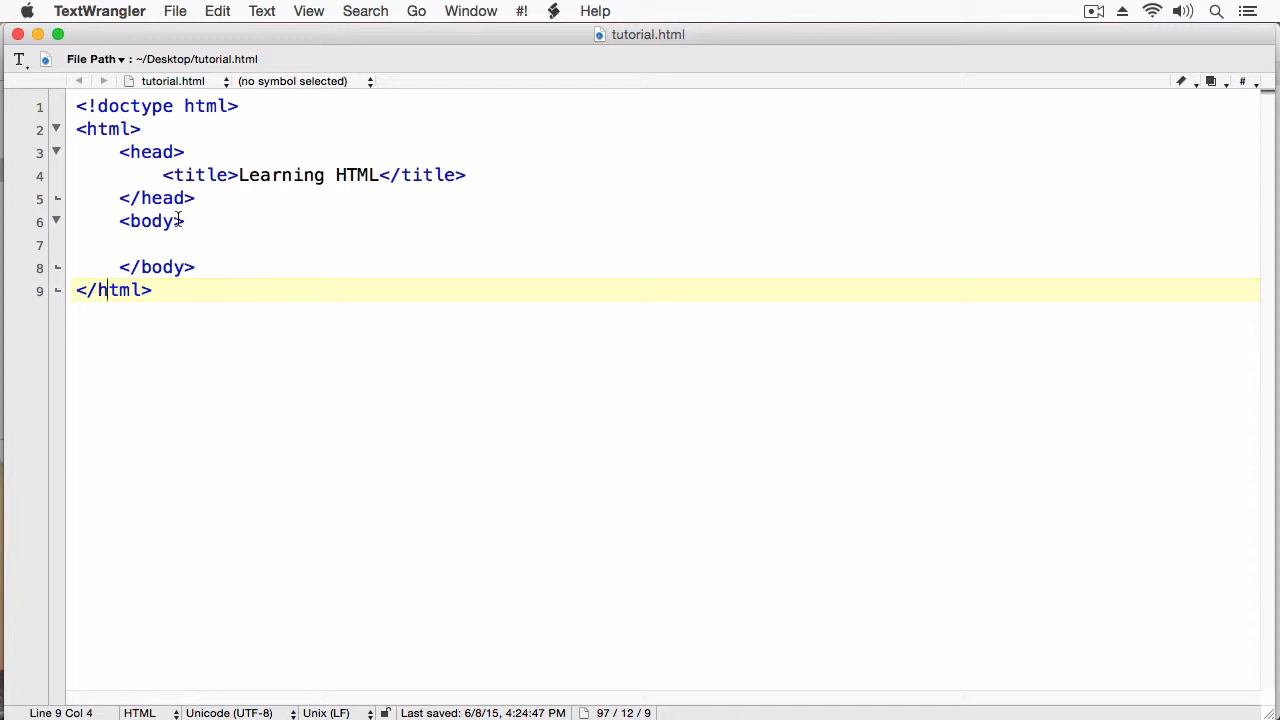 TextWrangler File Edit Text View Search Go Window #! Help
tutorial.html
T File Path : ~/Desktop/tutorial.html
tutorial.html (no symbol selected) #
1 <!doctype html>
2 <html>
3 <head>
4 <title>Learning HTML</title>
5 </head>
6 <body>
7
8 </body>
9 </html>
Line 9 Col 4 HTML Unicode (UTF-8) Unix (LF) Last saved: 6/8/15, 4:24:47 PM 97 / 12 / 9